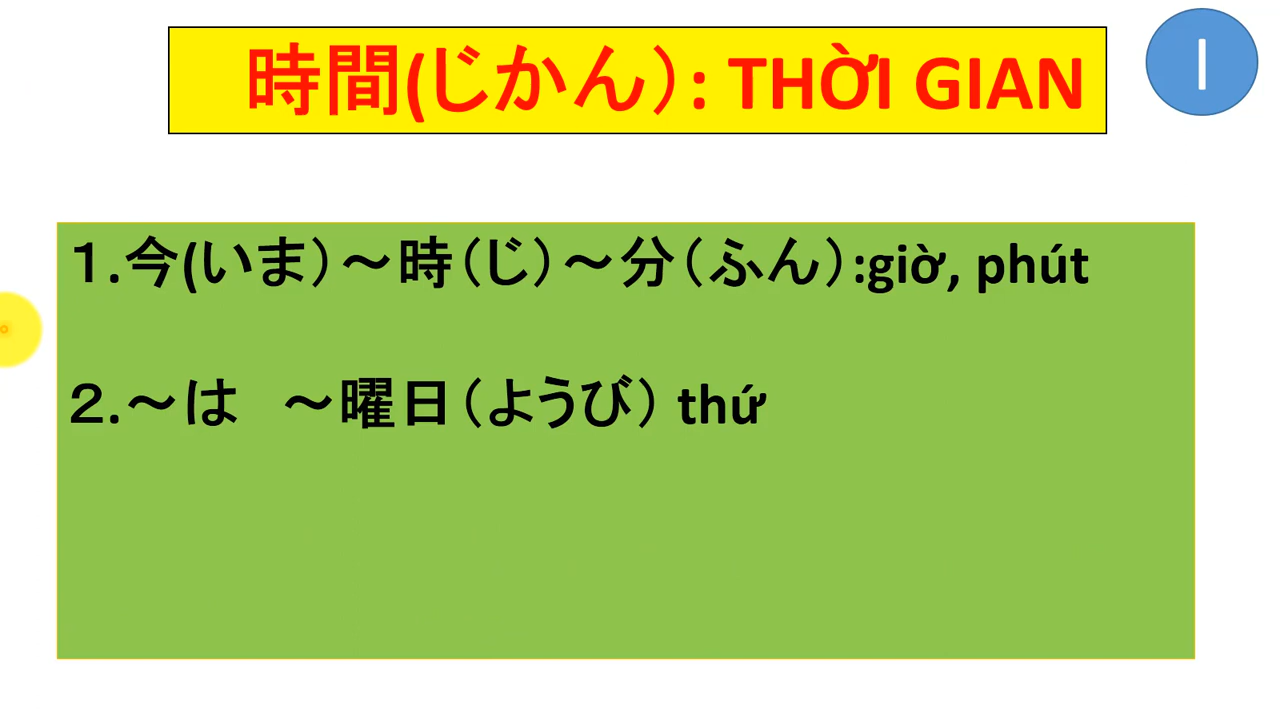 時間(じかん）: THỜI GIAN
I
１.今(いま）～時（じ）～分（ふん）:giờ, phút
２.～は　～曜日（ようび） thứ